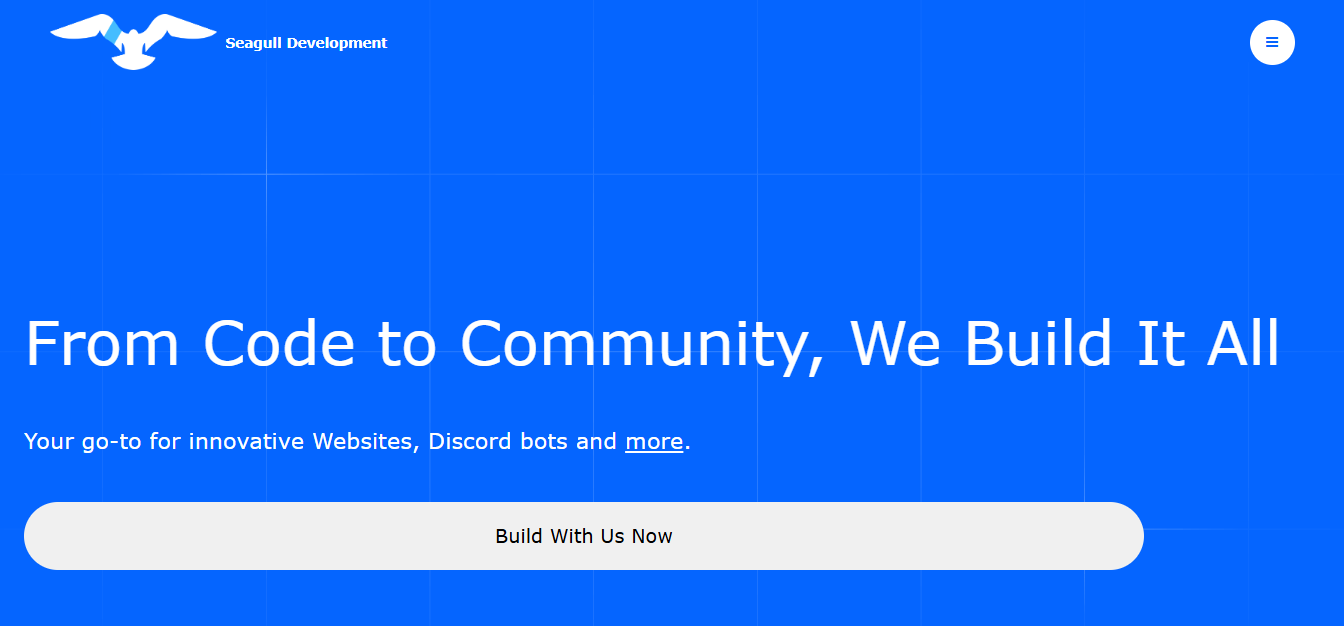 Seagull Development
From Code to Community, We Build It All
Your go-to for innovative Websites, Discord bots and more.
Build With Us Now